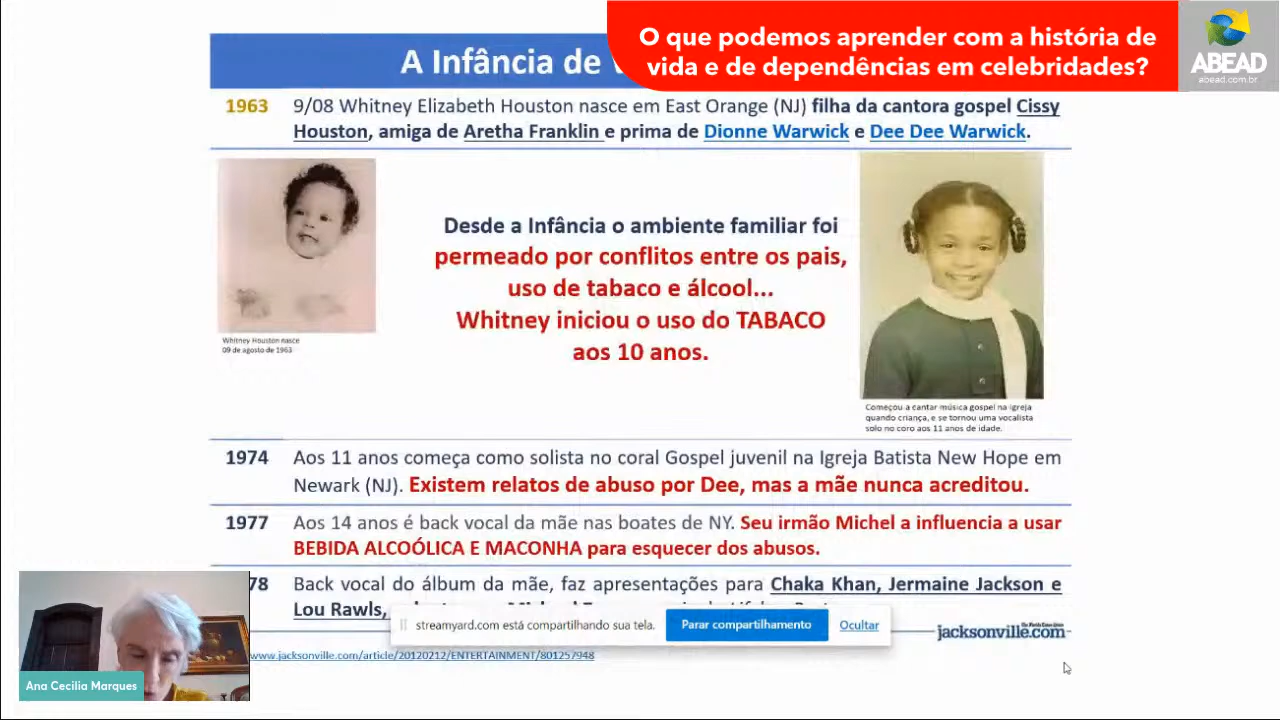 O que podemos aprender com a história de
vida e de dependências em celebridades?
ABEAD
abead.com.br
A Infância de
1963
9/08 Whitney Elizabeth Houston nasce em East Orange (NJ) filha da cantora gospel Cissy
Houston, amiga de Aretha Franklin e prima de Dionne Warwick e Dee Dee Warwick.
Desde a Infância o ambiente familiar foi
permeado por conflitos entre os pais,
uso de tabaco e álcool...
Whitney iniciou o uso do TABACO
aos 10 anos.
Whitney Houston nasce
09 de agosto de 1963
Começou a cantar música gospel na igreja
quando criança, e se tornou uma vocalista
solo no coro aos 11 anos de idade.
1974
Aos 11 anos começa como solista no coral Gospel juvenil na Igreja Batista New Hope em
Newark (NJ). Existem relatos de abuso por Dee, mas a mãe nunca acreditou.
1977
Aos 14 anos é back vocal da mãe nas boates de NY. Seu irmão Michel a influencia a usar
BEBIDA ALCOÓLICA E MACONHA para esquecer dos abusos.
78
Back vocal do álbum da mãe, faz apresentações para Chaka Khan, Jermaine Jackson e
Lou Rawls,
streamyard.com está compartilhando sua tela.
Parar compartilhamento
Ocultar
jacksonville.com
www.jacksonville.com/article/20120212/ENTERTAINMENT/801257948
Ana Cecilia Marques